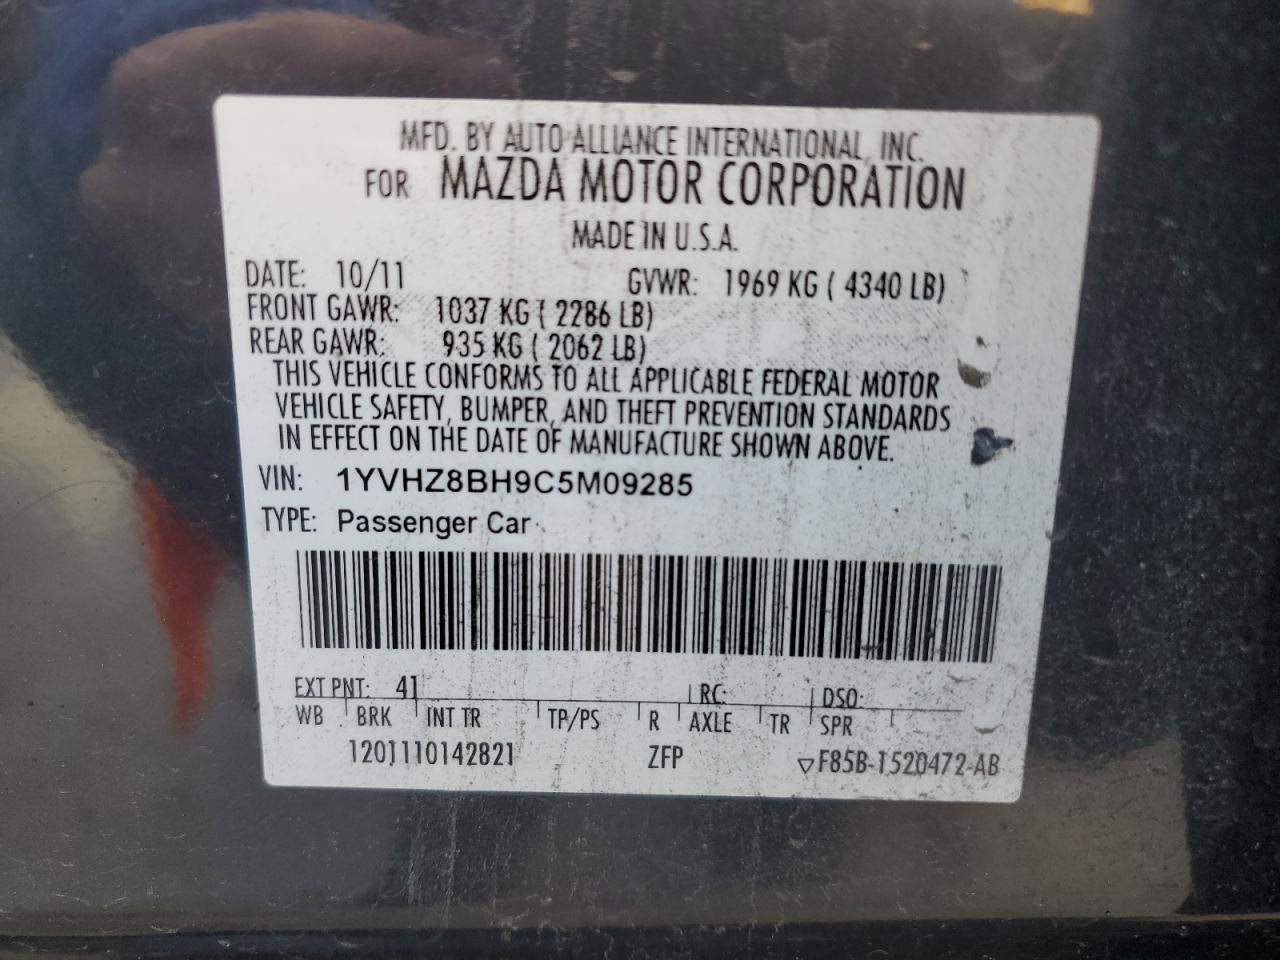 MFD. BY AUTO ALLIANCE INTERNATIONAL, INC.
FOR MAZDA MOTOR CORPORATION
MADE IN U.S.A.
DATE: 10/11 GVWR: 1969 KG ( 4340 LB)
FRONT GAWR: 1037 KG ( 2286 LB)
REAR GAWR: 935 KG ( 2062 LB)
THIS VEHICLE CONFORMS TO ALL APPLICABLE FEDERAL MOTOR
VEHICLE SAFETY, BUMPER, AND THEFT PREVENTION STANDARDS
IN EFFECT ON THE DATE OF MANUFACTURE SHOWN ABOVE.
VIN: 1YVHZ8BH9C5M09285
TYPE: Passenger Car
EXT PNT: 41 RC: DSO:
WB BRK INT TR TP/PS R AXLE TR SPR
1201110142821 ZFP ▽F85B-1520472-AB